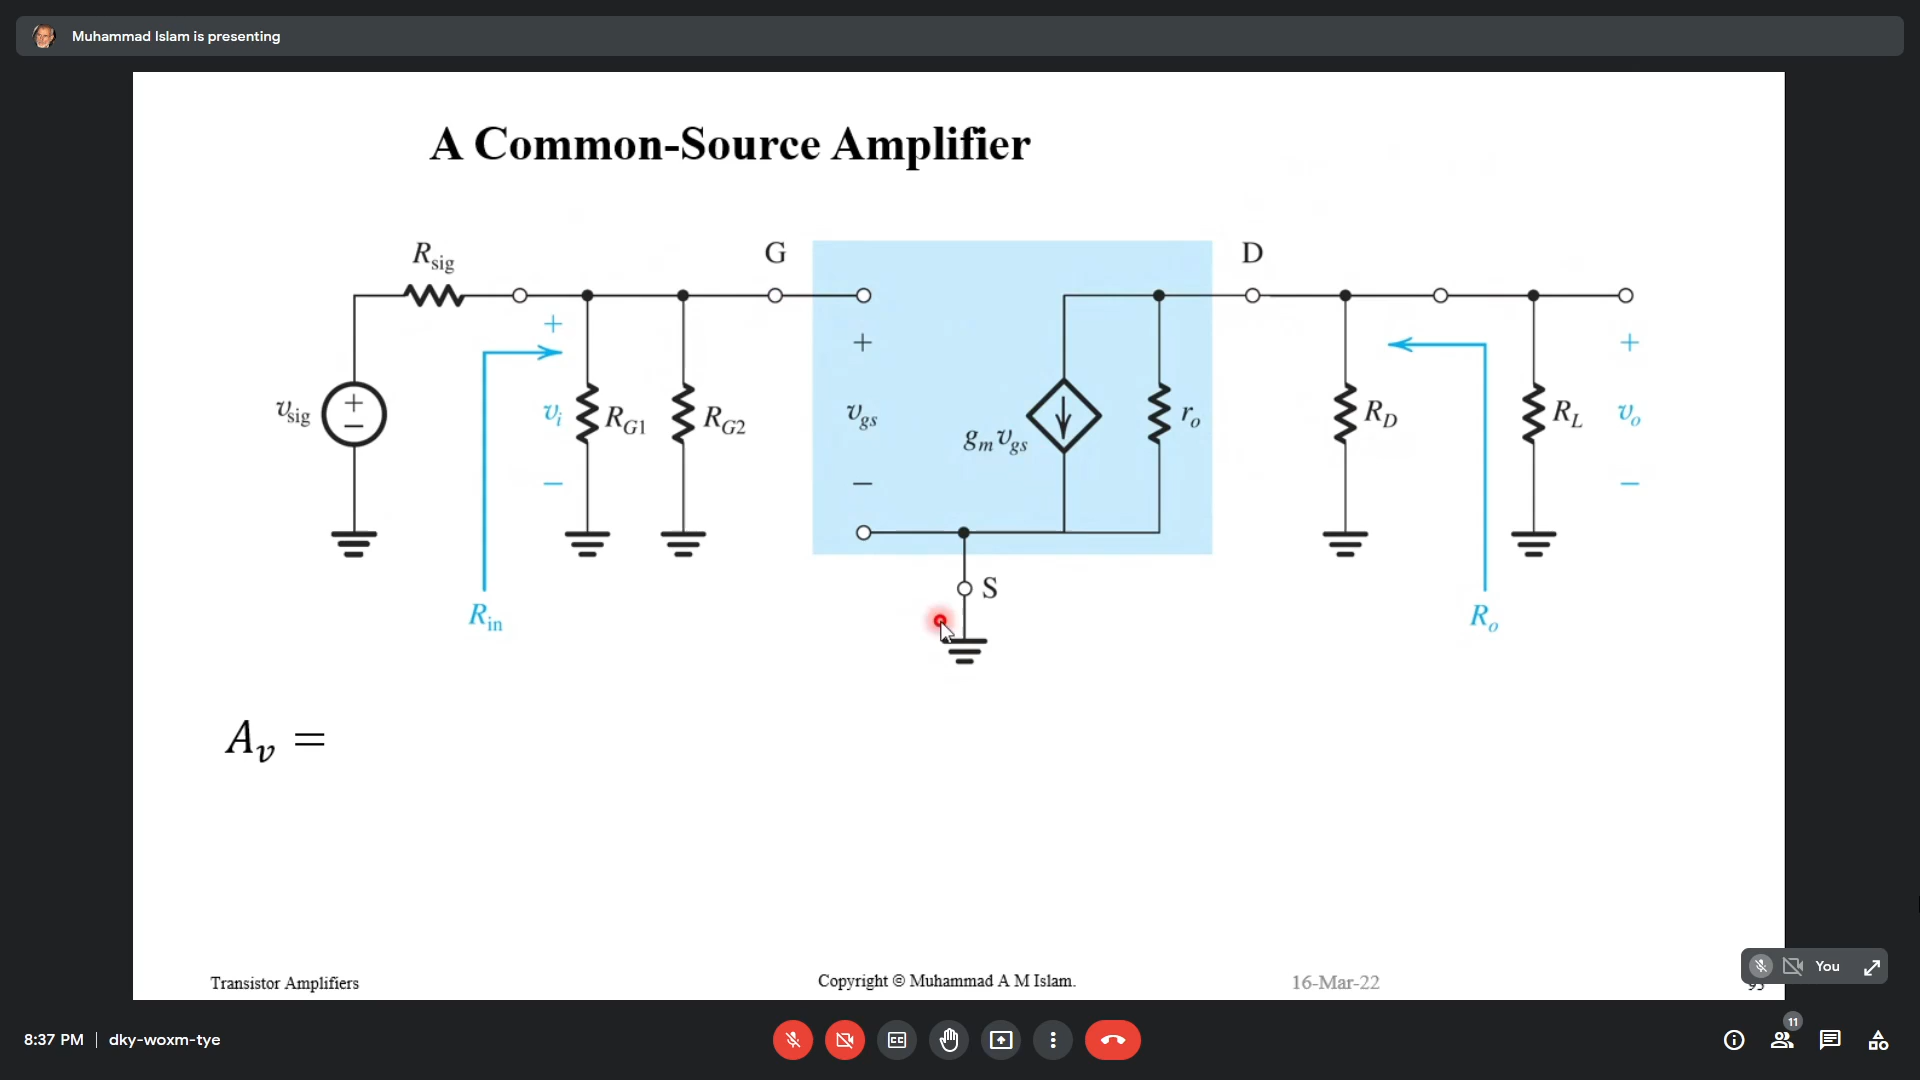 Muhammad Islam is presenting
A Common-Source Amplifier
Rsig
G
D
+
+
+
vsig
+
−
vi
RG1
RG2
vgs
gmvgs
ro
RD
RL
vo
−
−
−
S
Rin
Ro
Av =
Transistor Amplifiers
Copyright © Muhammad A M Islam.
16-Mar-22
You
8:37 PM
dky-woxm-tye
CC
11